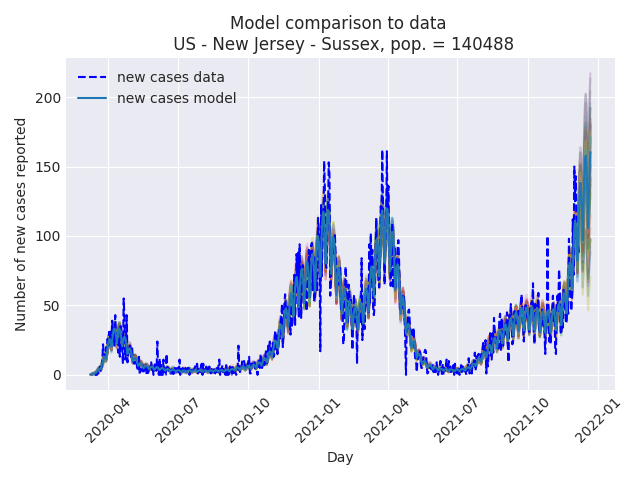 Model comparison to data
US - New Jersey - Sussex, pop. = 140488
new cases data
new cases model
Number of new cases reported
200
150
100
50
0
2020-04
2020-07
2020-10
2021-01
2021-04
2021-07
2021-10
2022-01
Day